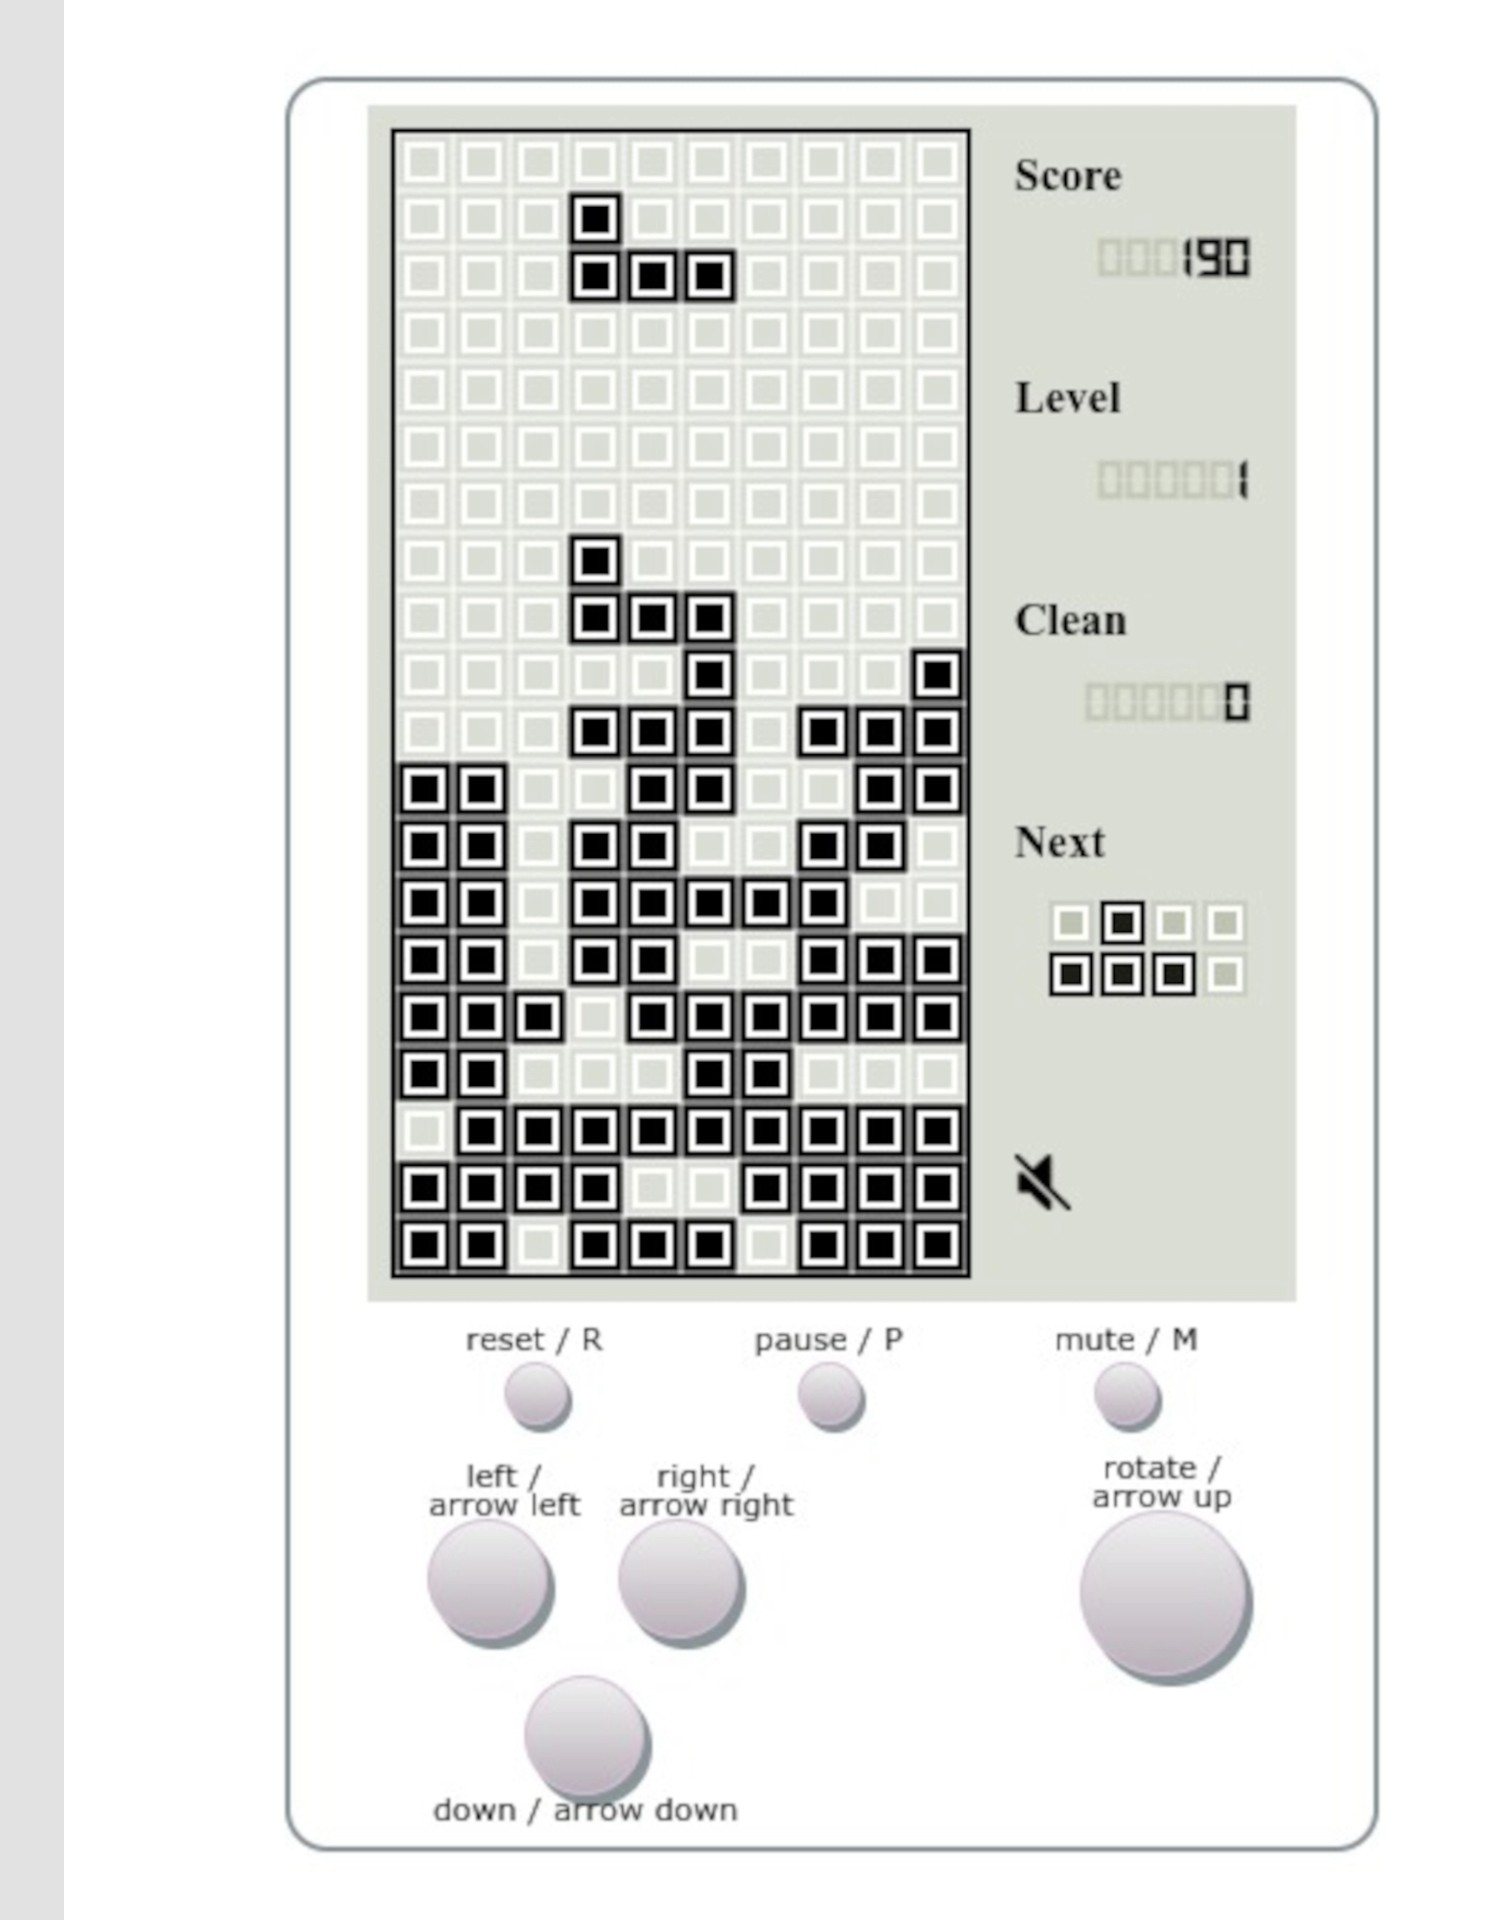 Score
190
Level
1
Clean
0
Next
reset / R
pause / P
mute / M
left /
arrow left
right /
arrow right
rotate /
arrow up
down / arrow down